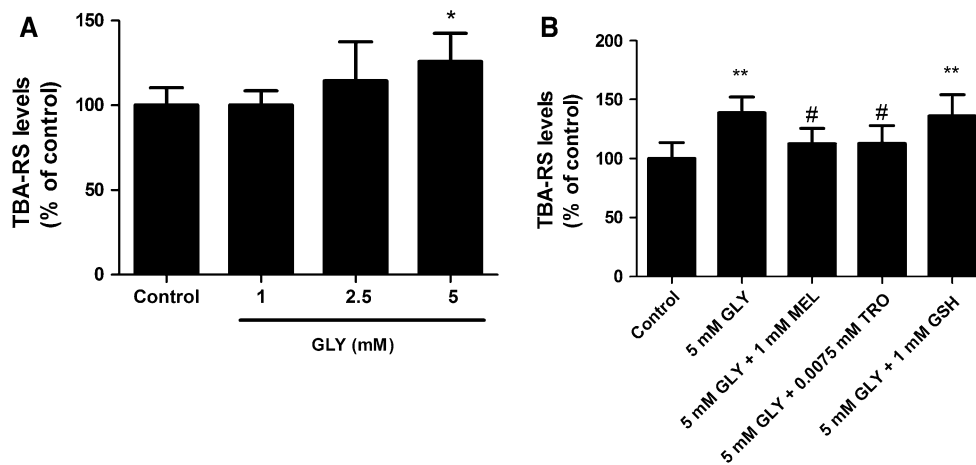 A
TBA-RS levels
(% of control)
150
100
50
0
*
Control 1 2.5 5
GLY (mM)
B
TBA-RS levels
(% of control)
200
150
100
50
0
**
#
#
**
Control
5 mM GLY
5 mM GLY + 1 mM MEL
5 mM GLY + 0.0075 mM TRO
5 mM GLY + 1 mM GSH